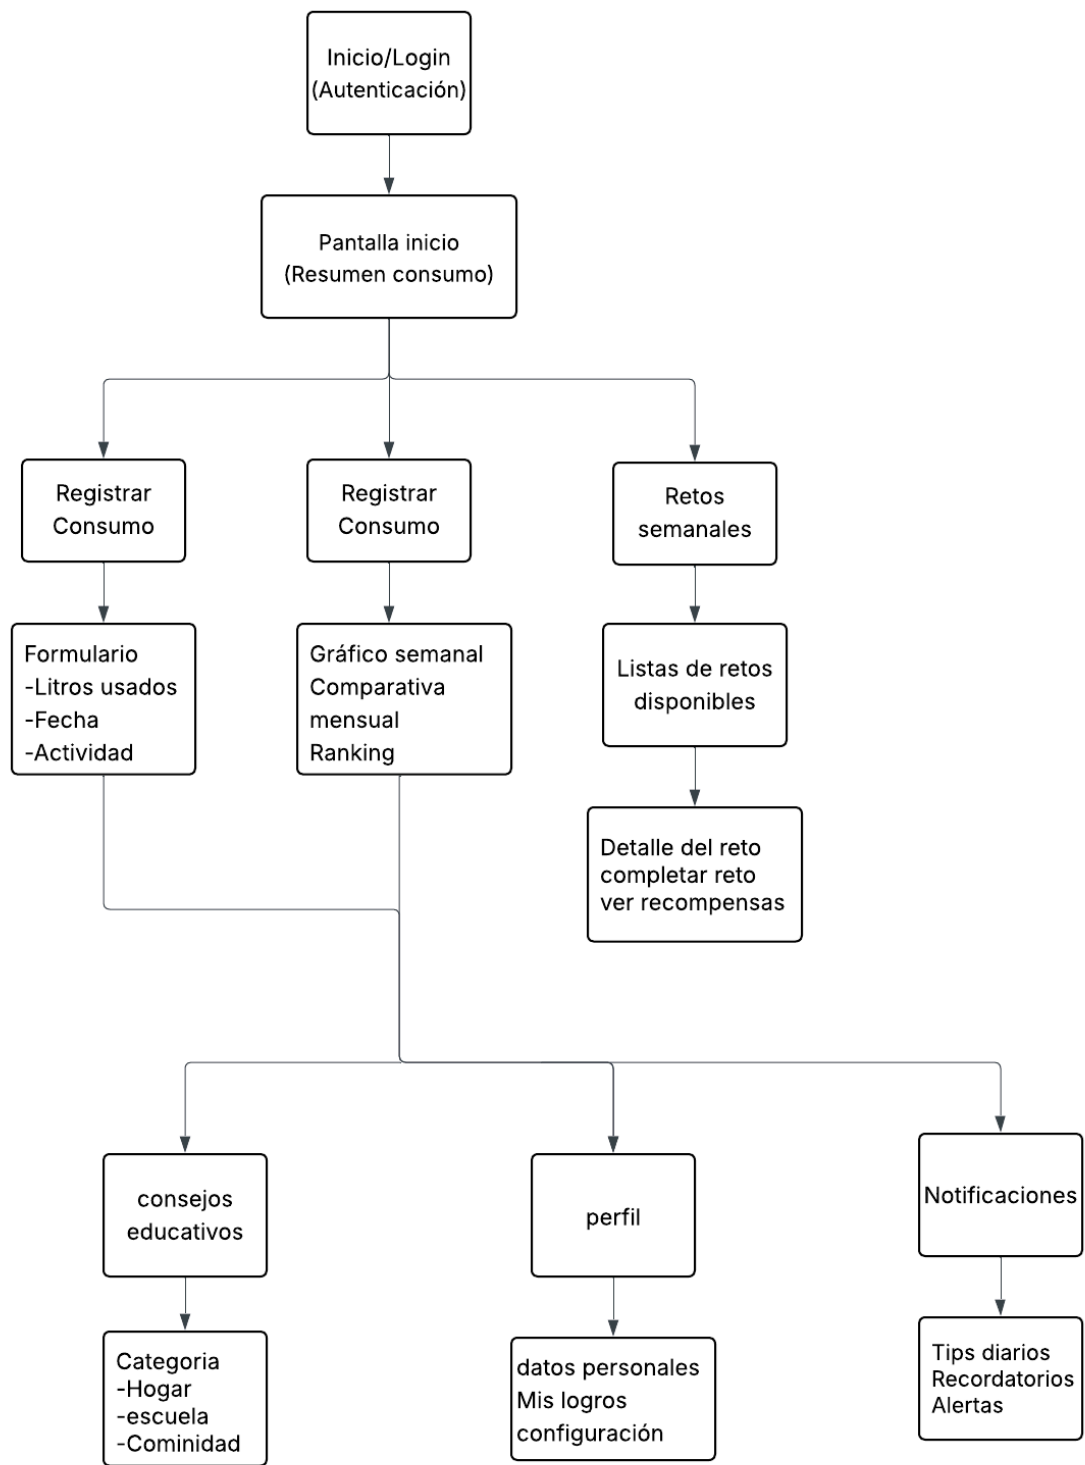 Inicio/Login
(Autenticación)
Pantalla inicio
(Resumen consumo)
Registrar
Consumo
Registrar
Consumo
Retos
semanales
Formulario
-Litros usados
-Fecha
-Actividad
Gráfico semanal
Comparativa
mensual
Ranking
Listas de retos
disponibles
Detalle del reto
completar reto
ver recompensas
consejos
educativos
perfil
Notificaciones
Categoria
-Hogar
-escuela
-Cominidad
datos personales
Mis logros
configuración
Tips diarios
Recordatorios
Alertas